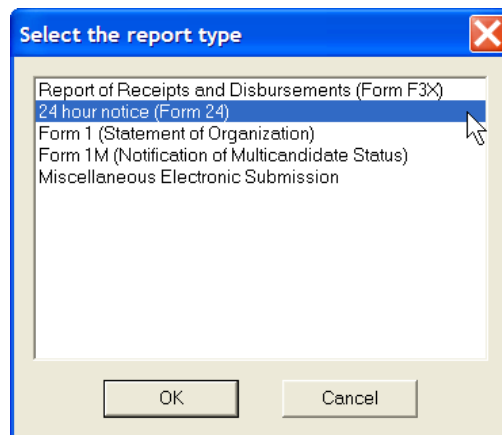 Select the report type
Report of Receipts and Disbursements (Form F3X)
24 hour notice (Form 24)
Form 1 (Statement of Organization)
Form 1M (Notification of Multicandidate Status)
Miscellaneous Electronic Submission
OK
Cancel